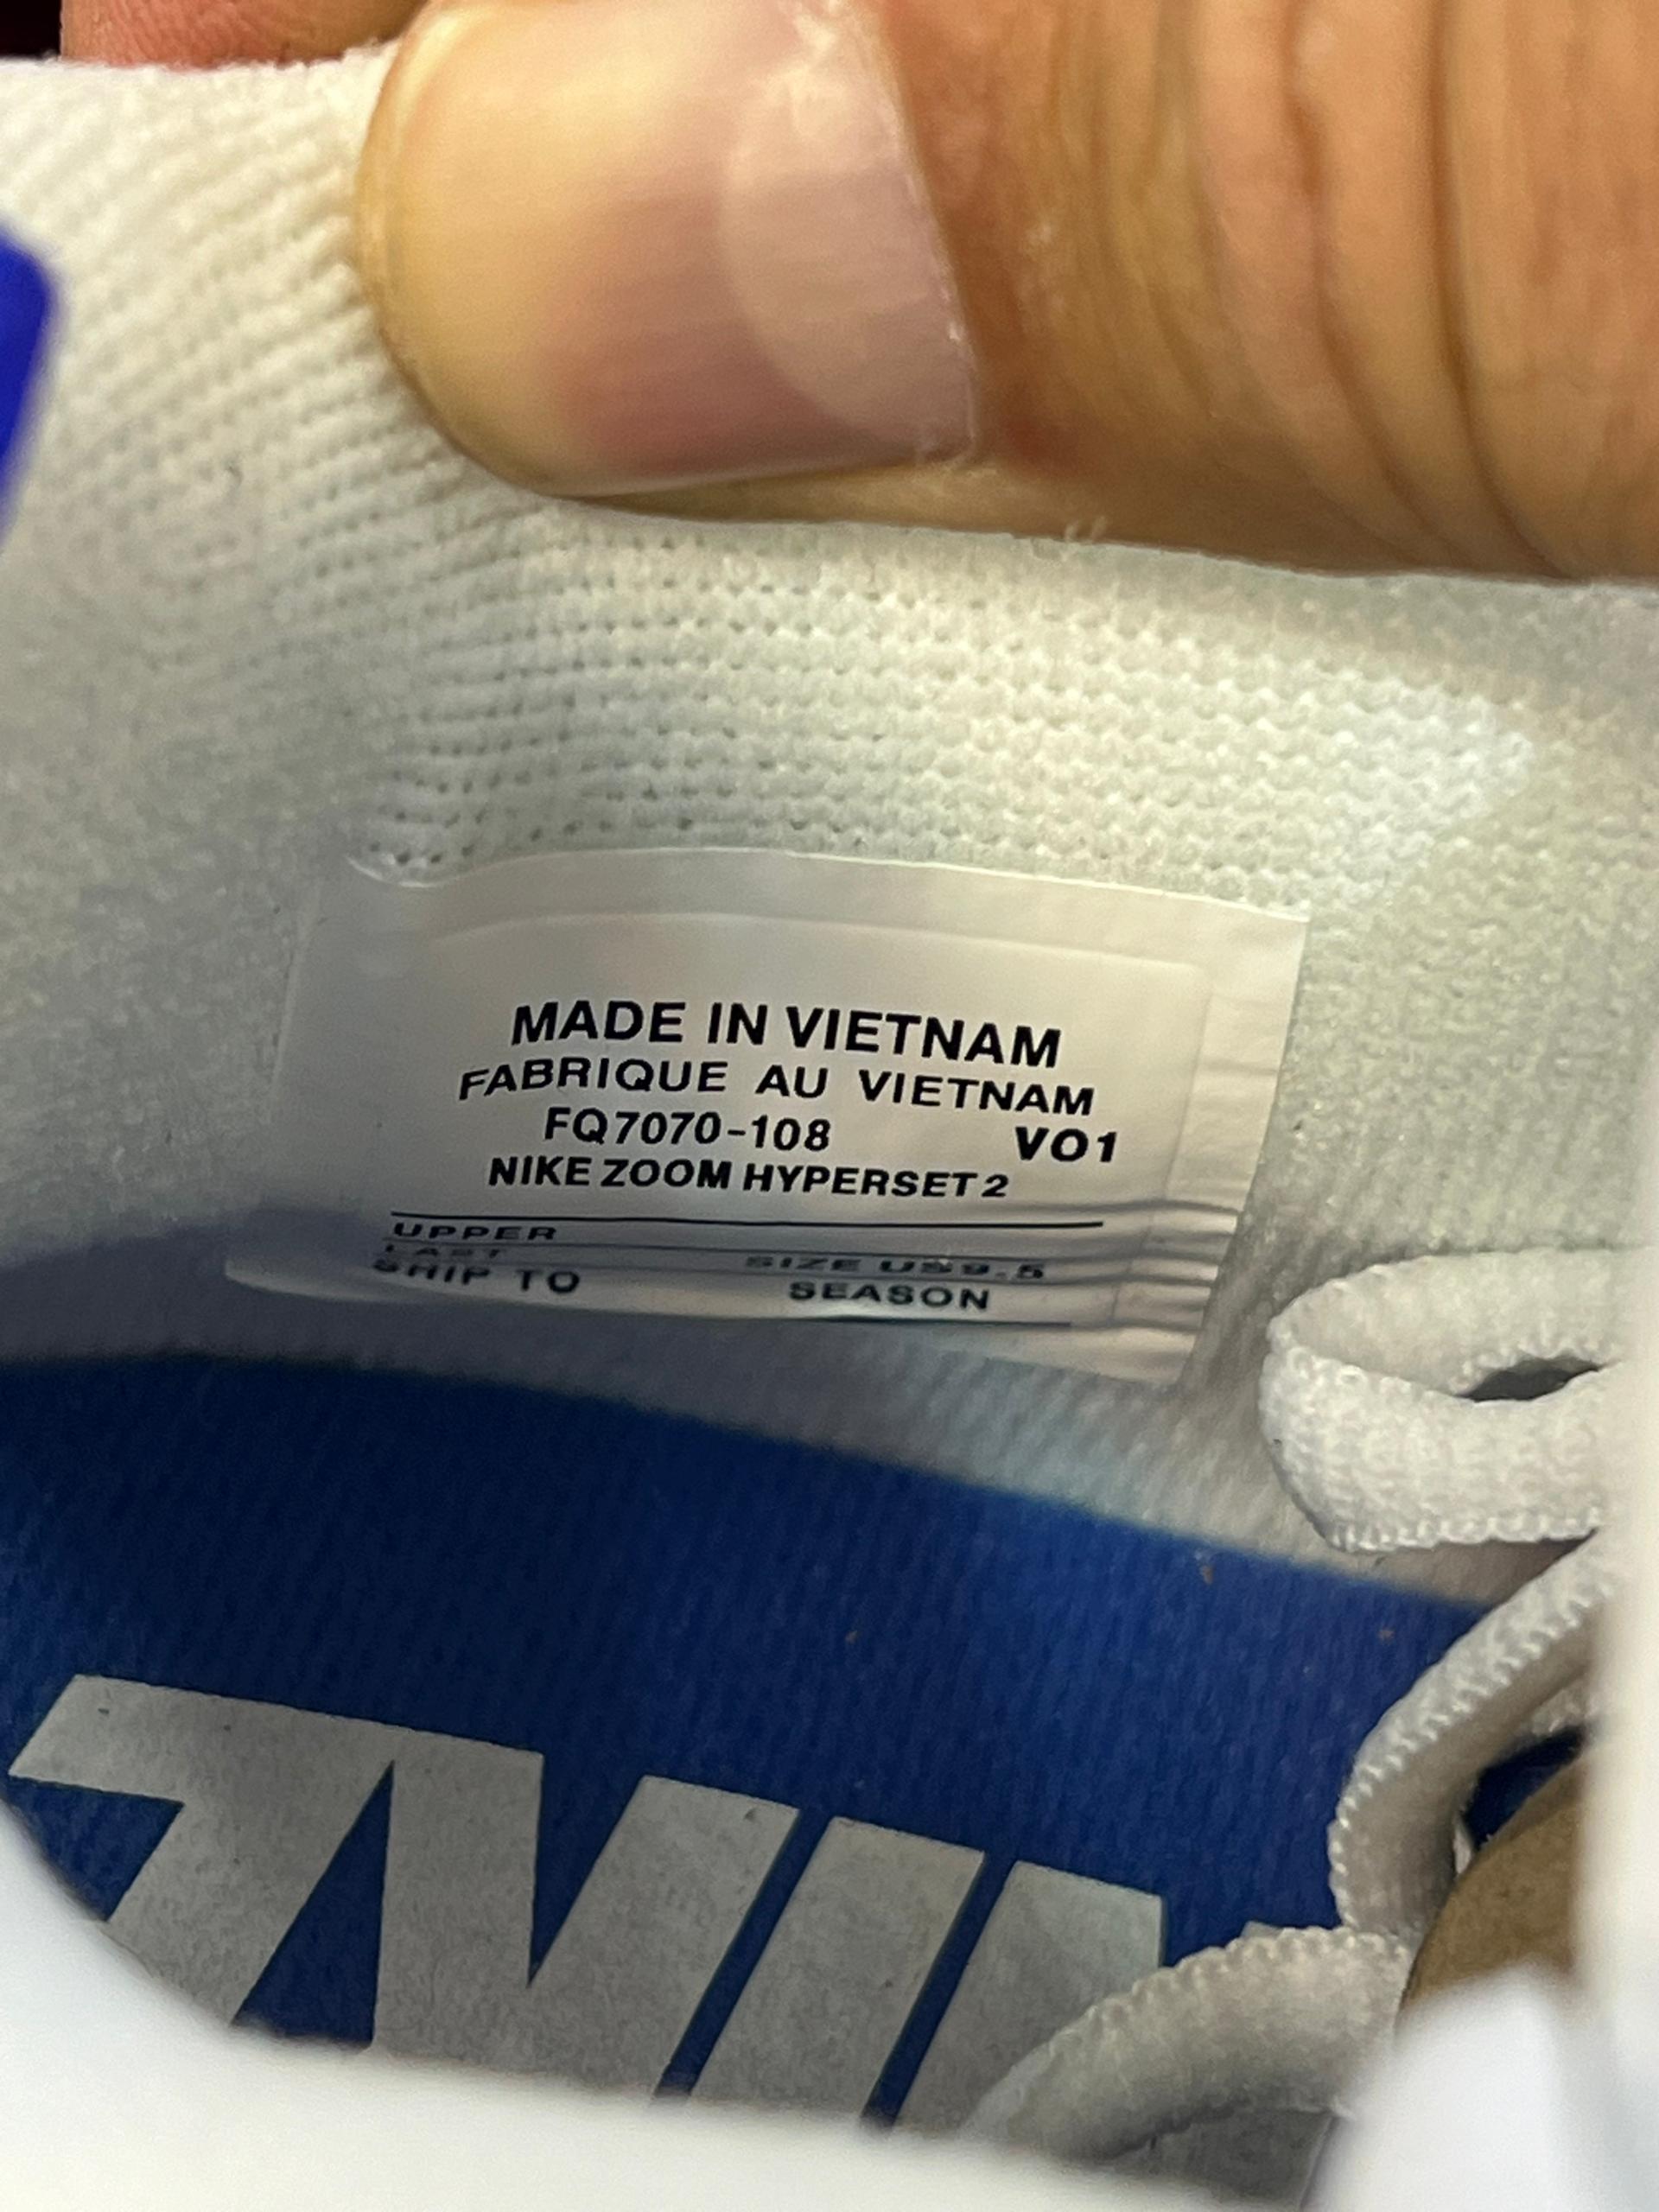 MADE IN VIETNAM
FABRIQUE AU VIETNAM
FQ7070-108 VO1
NIKE ZOOM HYPERSET 2
UPPER
LAST SIZE US9.5
SHIP TO SEASON
NIKE